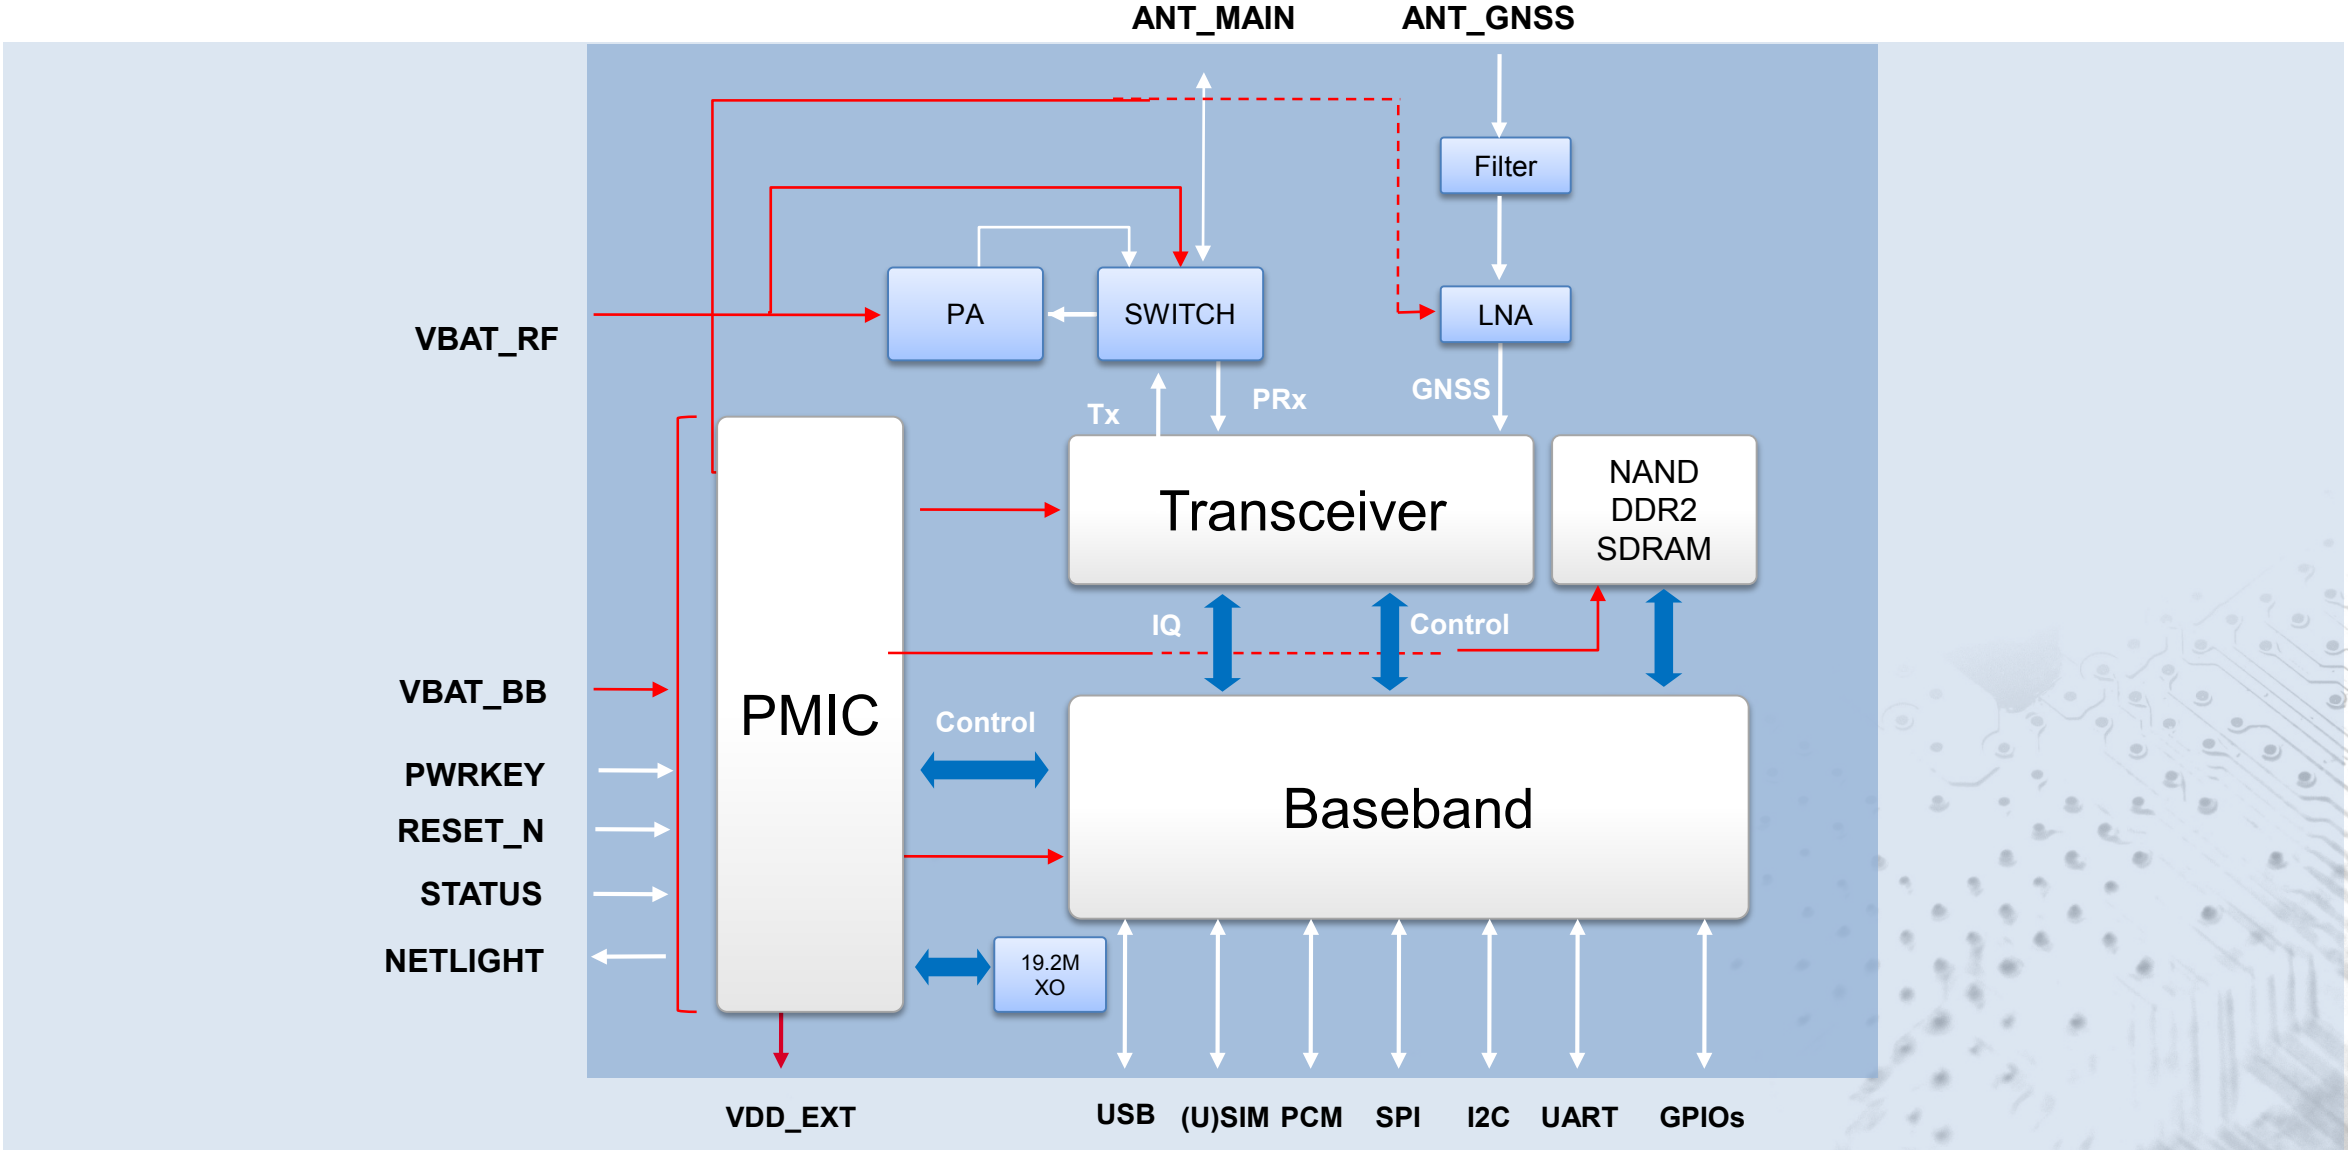 ANT_MAIN
ANT_GNSS
Filter
PA
SWITCH
LNA
VBAT_RF
Tx
PRx
GNSS
Transceiver
NAND
DDR2
SDRAM
IQ
Control
VBAT_BB
PMIC
Control
PWRKEY
Baseband
RESET_N
STATUS
NETLIGHT
19.2M
XO
VDD_EXT
USB
(U)SIM
PCM
SPI
I2C
UART
GPIOs